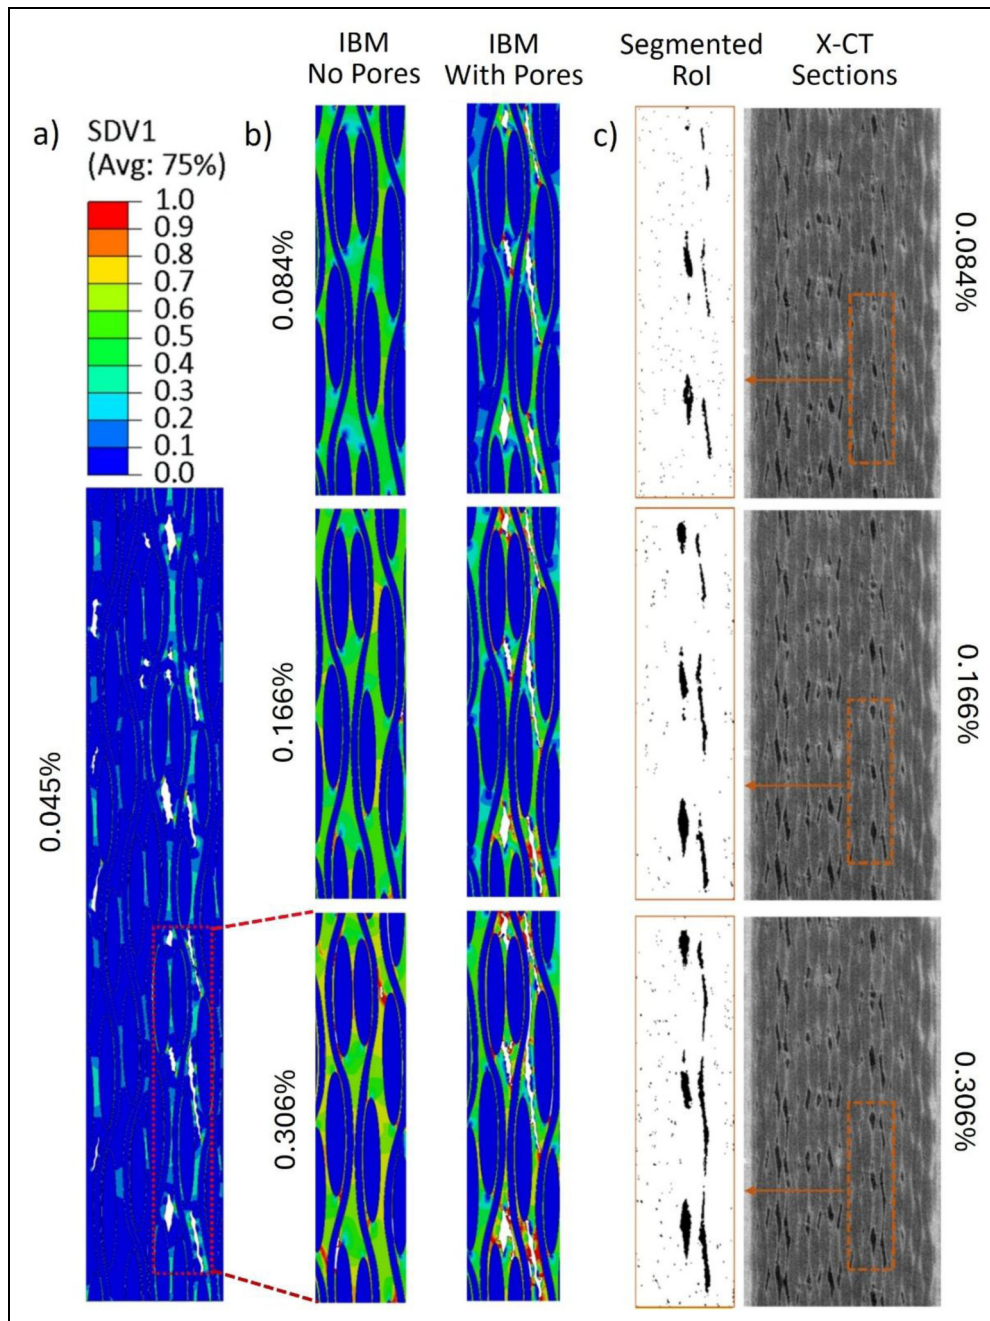 IBM
No Pores
IBM
With Pores
Segmented
RoI
X-CT
Sections
a)
SDV1
(Avg: 75%)
1.0
0.9
0.8
0.7
0.6
0.5
0.4
0.3
0.2
0.1
0.0
0.045%
b)
0.084%
0.166%
0.306%
c)
0.084%
0.166%
0.306%